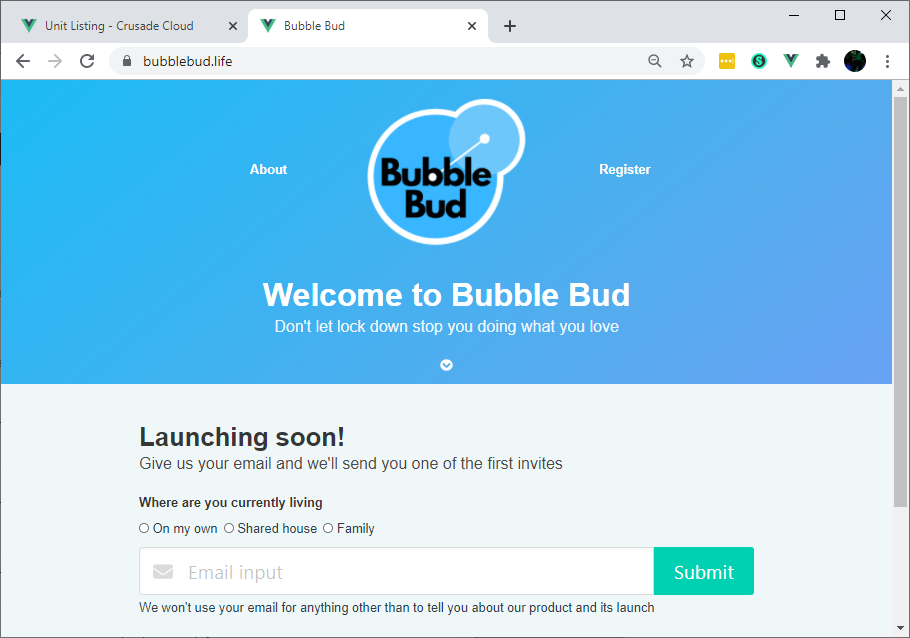 Unit Listing - Crusade Cloud
Bubble Bud
bubblebud.life
About
Bubble
Bud
Register
Welcome to Bubble Bud
Don't let lock down stop you doing what you love
Launching soon!
Give us your email and we'll send you one of the first invites
Where are you currently living
On my own Shared house Family
Email input
Submit
We won't use your email for anything other than to tell you about our product and its launch